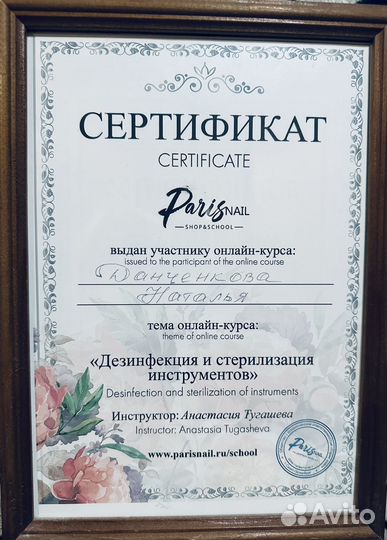 СЕРТИФИКАТ
CERTIFICATE
Paris NAIL
SHOP&SCHOOL
выдан участнику онлайн-курса:
issued to the participant of the online course
Данченкова
Наталья
тема онлайн-курса:
theme of online course
«Дезинфекция и стерилизация
инструментов»
Desinfection and sterilization of instruments
Инструктор: Анастасия Тугашева
Instructor: Anastasia Tugasheva
www.parisnail.ru/school
Paris
Avito